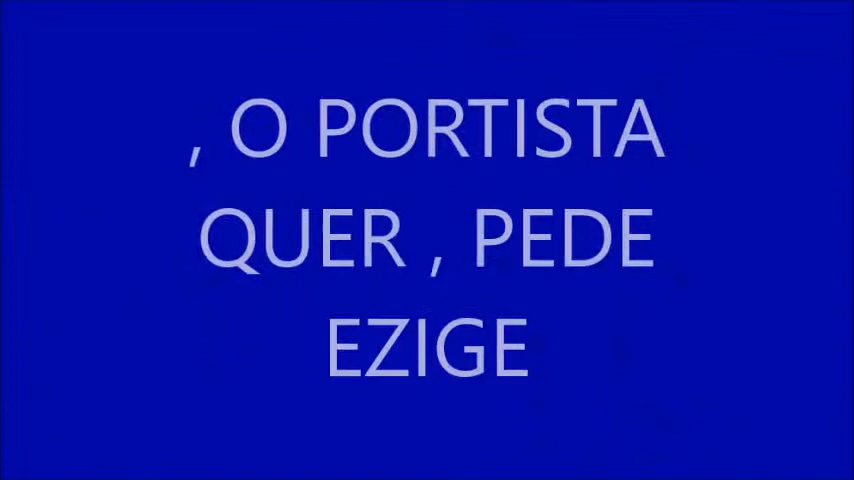 , O PORTISTA
QUER , PEDE
EZIGE